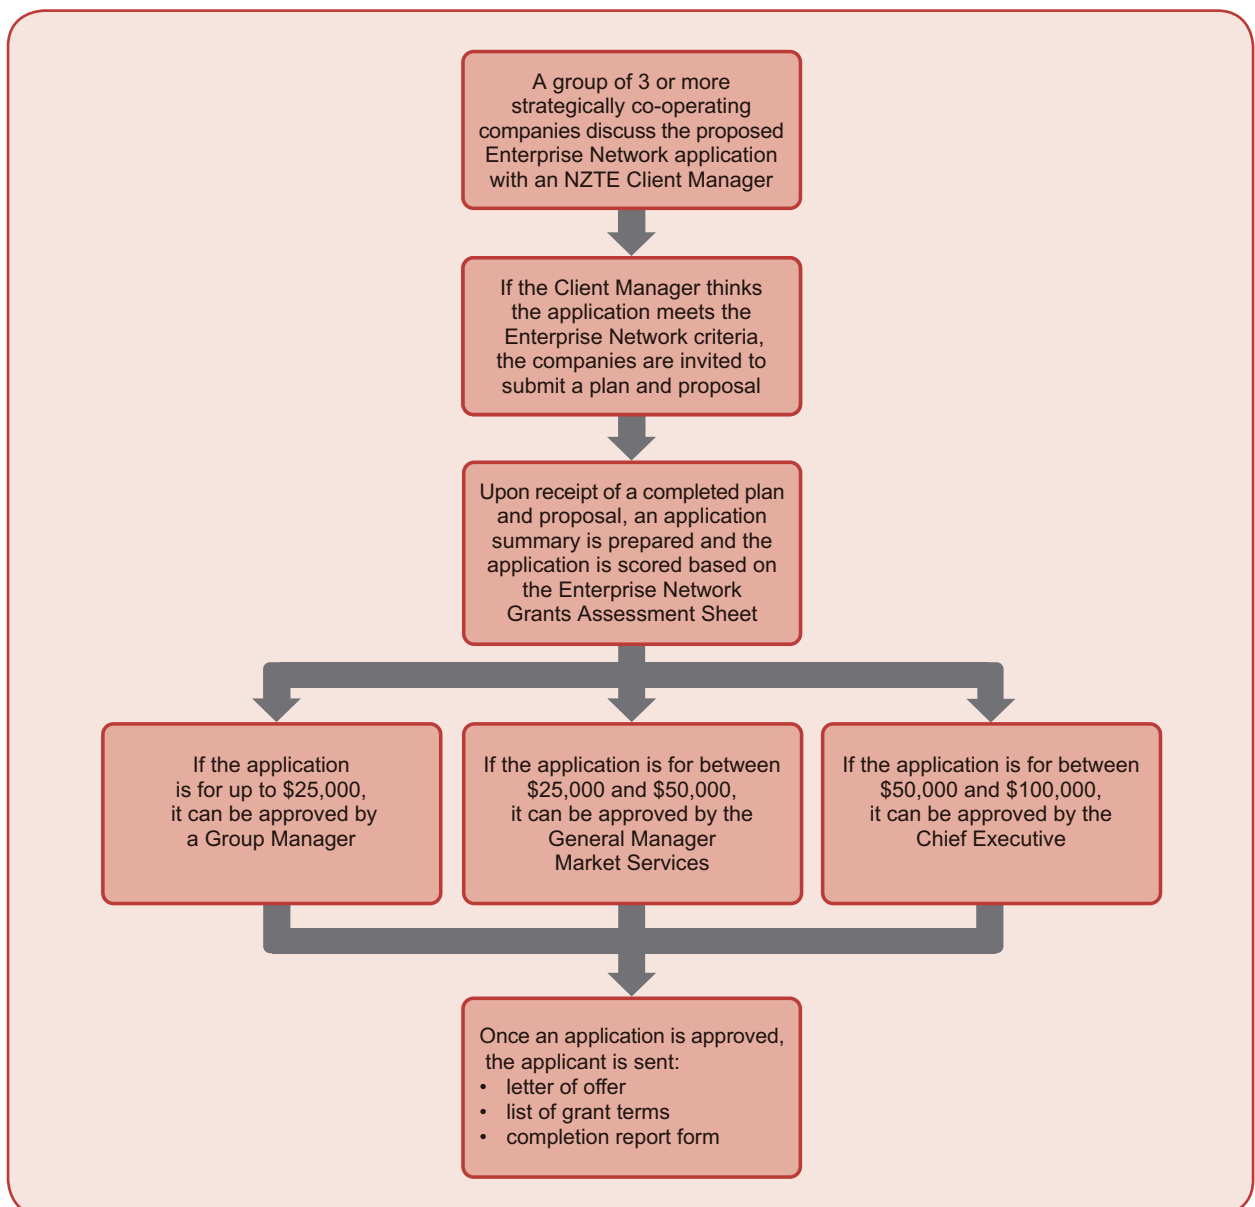 A group of 3 or more
strategically co-operating
companies discuss the proposed
Enterprise Network application
with an NZTE Client Manager
If the Client Manager thinks
the application meets the
Enterprise Network criteria,
the companies are invited to
submit a plan and proposal
Upon receipt of a completed plan
and proposal, an application
summary is prepared and the
application is scored based on
the Enterprise Network
Grants Assessment Sheet
If the application
is for up to $25,000,
it can be approved by
a Group Manager
If the application is for between
$25,000 and $50,000,
it can be approved by the
General Manager
Market Services
If the application is for between
$50,000 and $100,000,
it can be approved by the
Chief Executive
Once an application is approved,
the applicant is sent:
• letter of offer
• list of grant terms
• completion report form